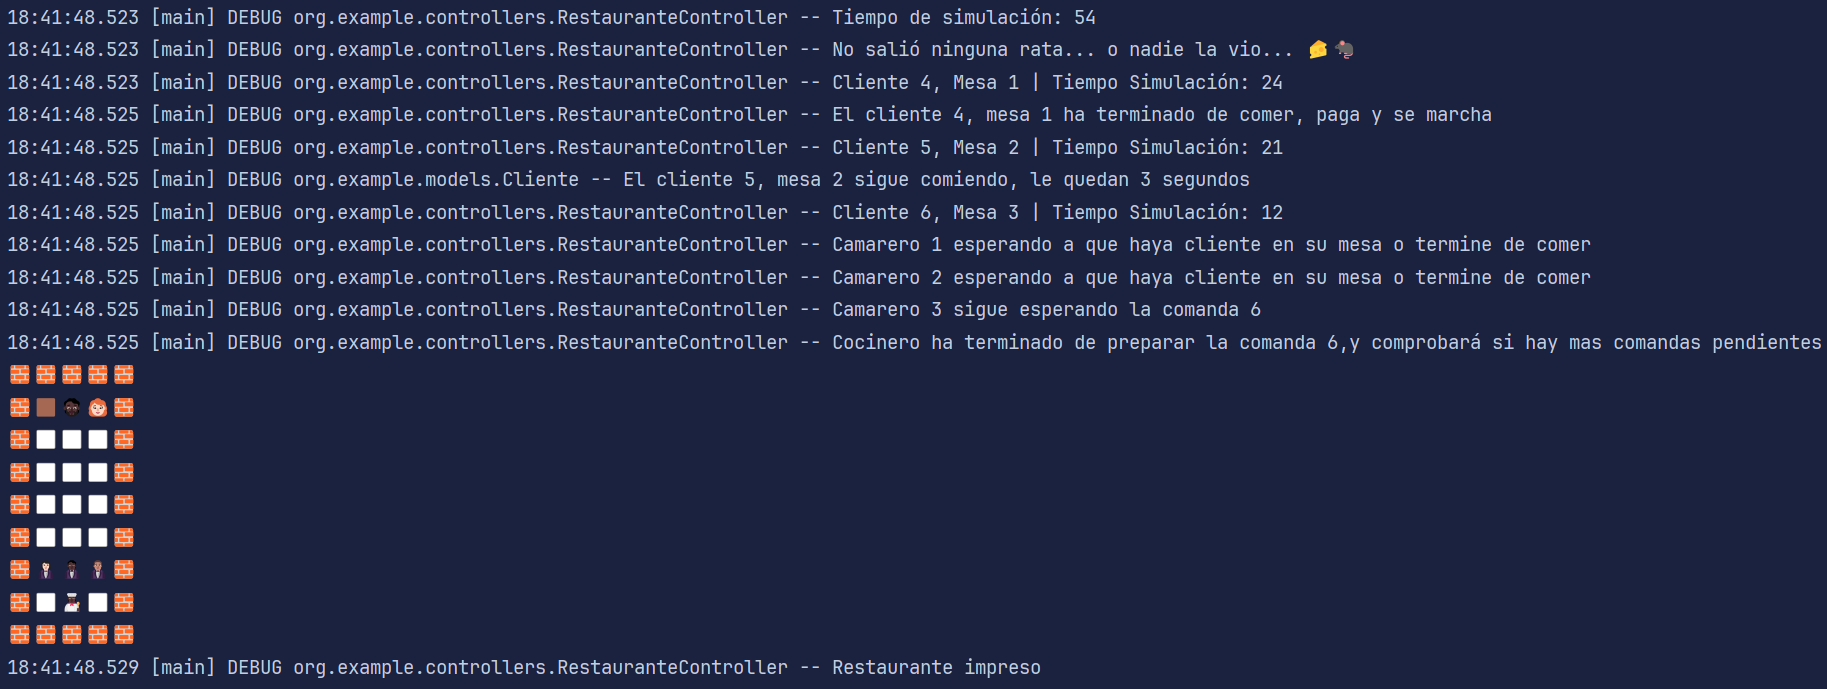 18:41:48.523 [main] DEBUG org.example.controllers.RestauranteController -- Tiempo de simulación: 54
18:41:48.523 [main] DEBUG org.example.controllers.RestauranteController -- No salió ninguna rata... o nadie la vio... 🧀🐀
18:41:48.523 [main] DEBUG org.example.controllers.RestauranteController -- Cliente 4, Mesa 1 | Tiempo Simulación: 24
18:41:48.525 [main] DEBUG org.example.controllers.RestauranteController -- El cliente 4, mesa 1 ha terminado de comer, paga y se marcha
18:41:48.525 [main] DEBUG org.example.controllers.RestauranteController -- Cliente 5, Mesa 2 | Tiempo Simulación: 21
18:41:48.525 [main] DEBUG org.example.models.Cliente -- El cliente 5, mesa 2 sigue comiendo, le quedan 3 segundos
18:41:48.525 [main] DEBUG org.example.controllers.RestauranteController -- Cliente 6, Mesa 3 | Tiempo Simulación: 12
18:41:48.525 [main] DEBUG org.example.controllers.RestauranteController -- Camarero 1 esperando a que haya cliente en su mesa o termine de comer
18:41:48.525 [main] DEBUG org.example.controllers.RestauranteController -- Camarero 2 esperando a que haya cliente en su mesa o termine de comer
18:41:48.525 [main] DEBUG org.example.controllers.RestauranteController -- Camarero 3 sigue esperando la comanda 6
18:41:48.525 [main] DEBUG org.example.controllers.RestauranteController -- Cocinero ha terminado de preparar la comanda 6,y comprobará si hay mas comandas pendientes
18:41:48.529 [main] DEBUG org.example.controllers.RestauranteController -- Restaurante impreso